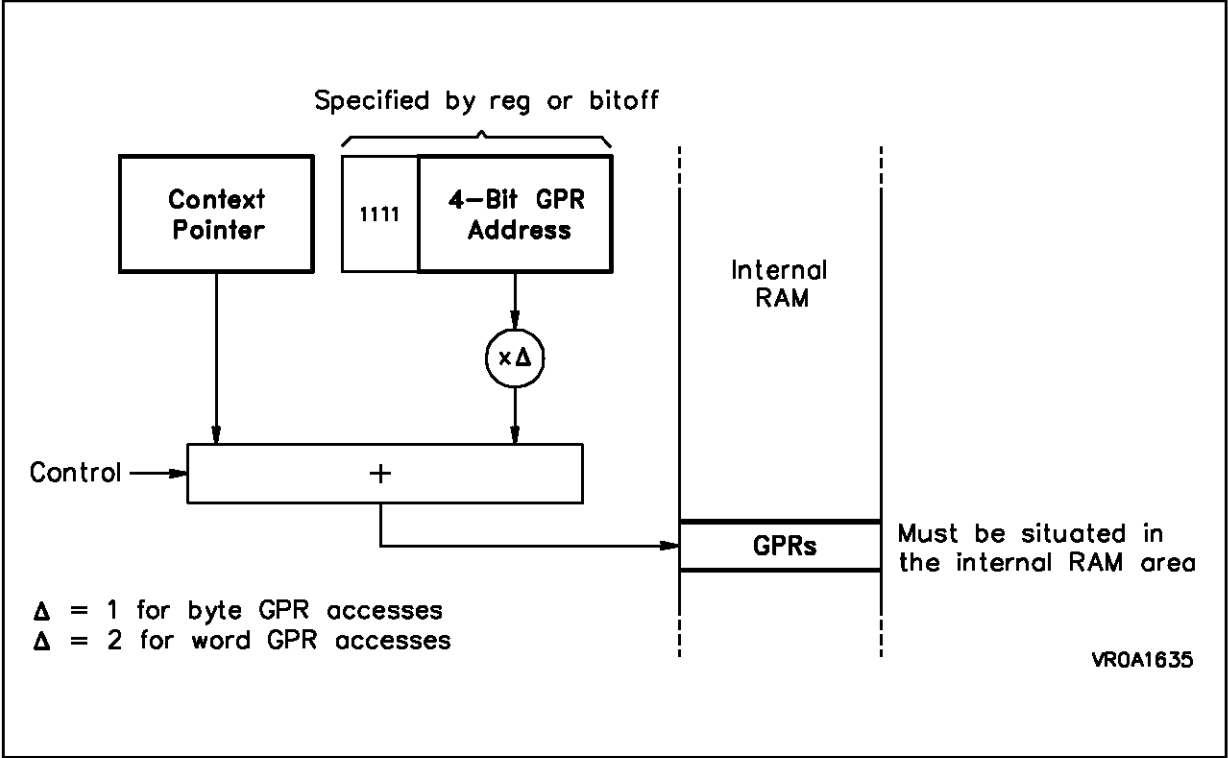 Specified by reg or bitoff
Context
Pointer
1111
4-Bit GPR
Address
Internal
RAM
×Δ
Control
+
GPRs
Must be situated in
the internal RAM area
Δ = 1 for byte GPR accesses
Δ = 2 for word GPR accesses
VR0A1635